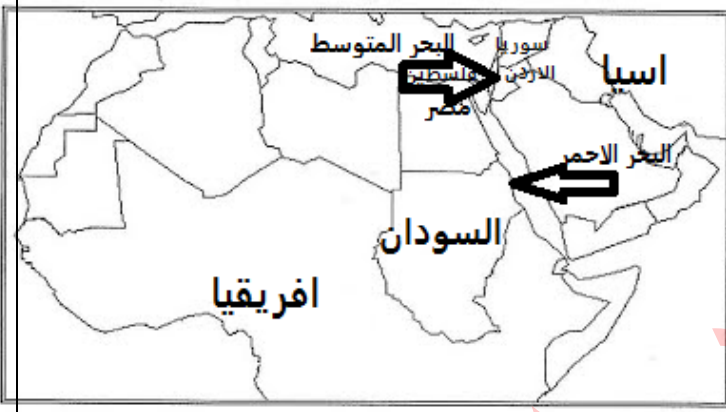 البحر المتوسط
سوريا
فلسطين
الاردن
اسيا
مصر
البحر الاحمر
السودان
افريقيا